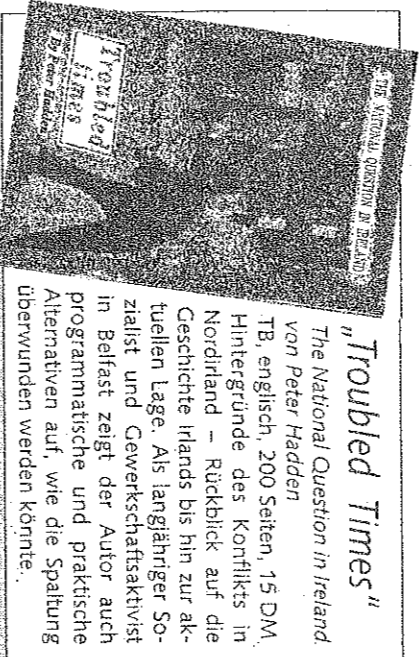 THE NATIONAL QUESTION IN IRELAND
Troubled
Times
By Peter Hadden
„Troubled Times"
The National Question in Ireland.
von Peter Hadden
TB, englisch, 200 Seiten, 15 DM
Hintergründe des Konflikts in
Nordirland – Rückblick auf die
Geschichte Irlands bis hin zur ak-
tuellen Lage. Als langjähriger So-
zialist und Gewerkschaftsaktivist
in Belfast zeigt der Autor auch
programmatische und praktische
Alternativen auf, wie die Spaltung
überwunden werden könnte.